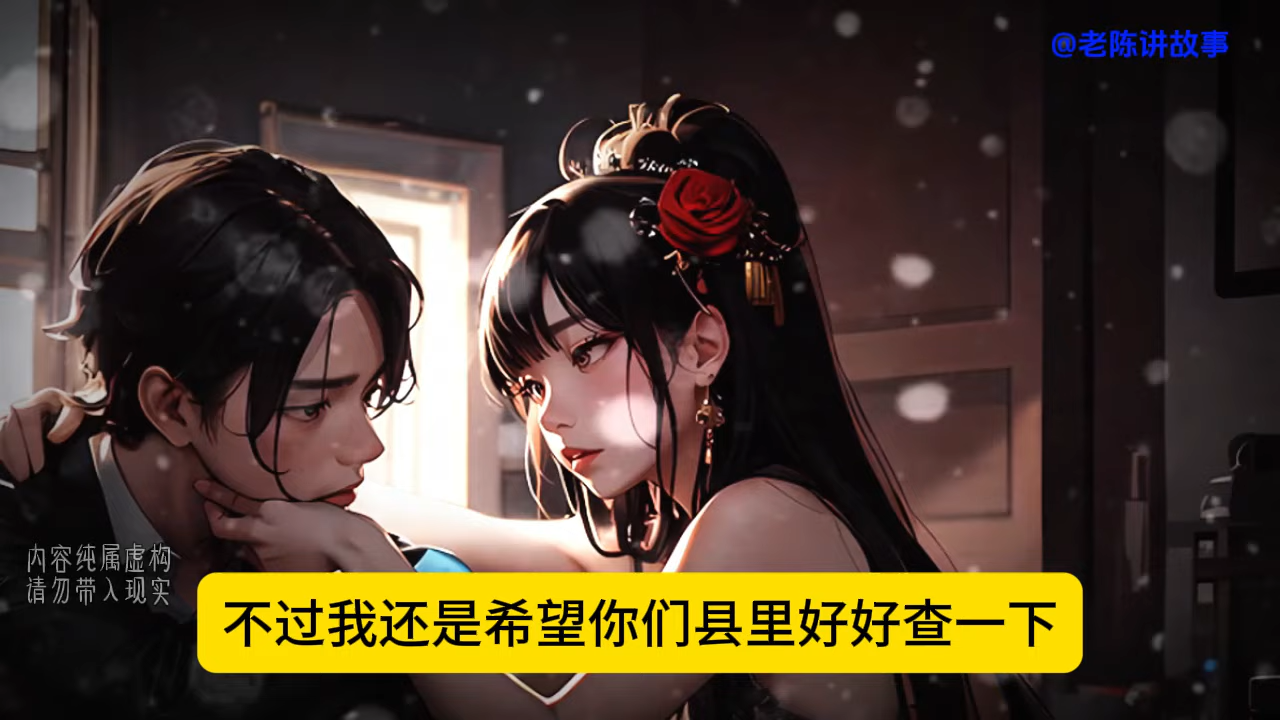 @老陈讲故事
内容纯属虚构
请勿带入现实
不过我还是希望你们县里好好查一下